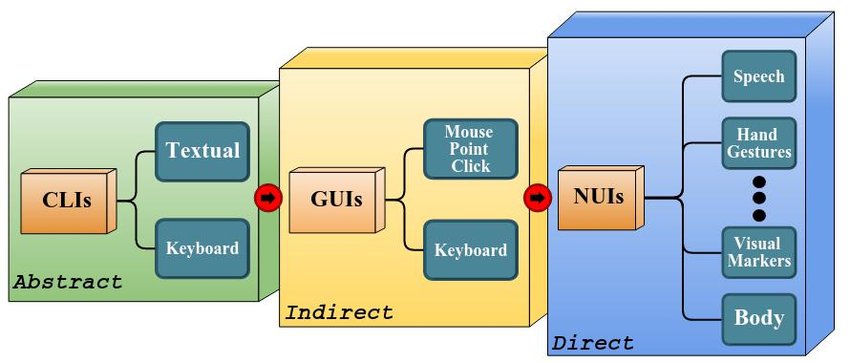 CLIs
Textual
Keyboard
Abstract
GUIs
Mouse
Point
Click
Keyboard
Indirect
NUIs
Speech
Hand
Gestures
Visual
Markers
Body
Direct